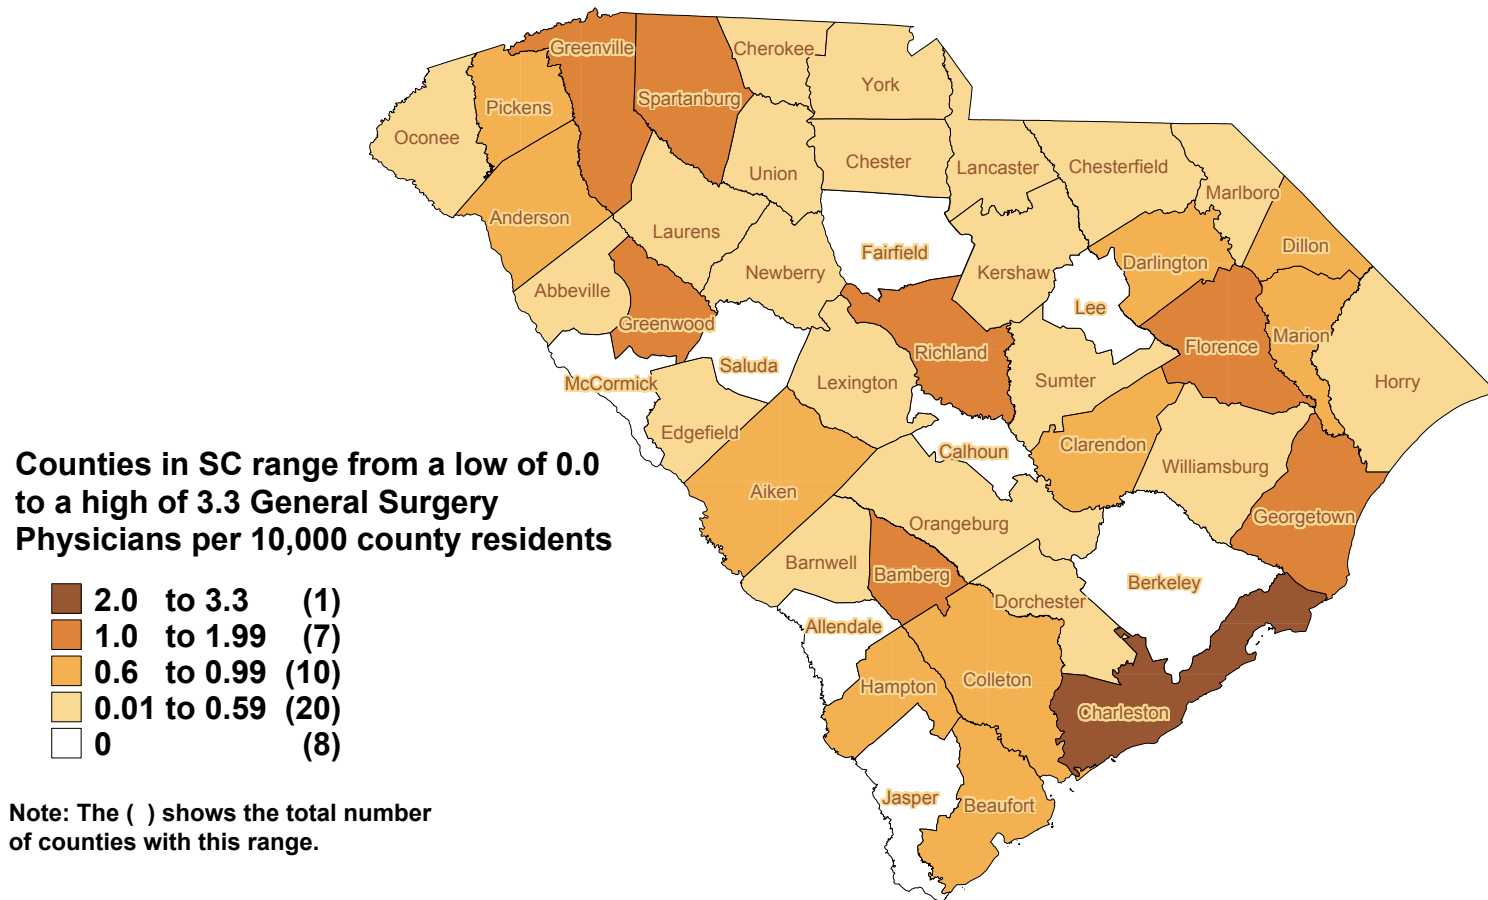 Greenville
Cherokee
York
Spartanburg
Pickens
Oconee
Union
Chester
Lancaster
Chesterfield
Marlboro
Anderson
Laurens
Fairfield
Dillon
Darlington
Newberry
Kershaw
Abbeville
Lee
Greenwood
Marion
Florence
Richland
Saluda
McCormick
Lexington
Sumter
Horry
Edgefield
Clarendon
Calhoun
Williamsburg
Counties in SC range from a low of 0.0
to a high of 3.3 General Surgery
Physicians per 10,000 county residents
Aiken
Georgetown
Orangeburg
Barnwell
Bamberg
Berkeley
Dorchester
Allendale
Hampton
Colleton
Charleston
Jasper
Beaufort
2.0 to 3.3 (1)
1.0 to 1.99 (7)
0.6 to 0.99 (10)
0.01 to 0.59 (20)
0 (8)
Note: The ( ) shows the total number
of counties with this range.